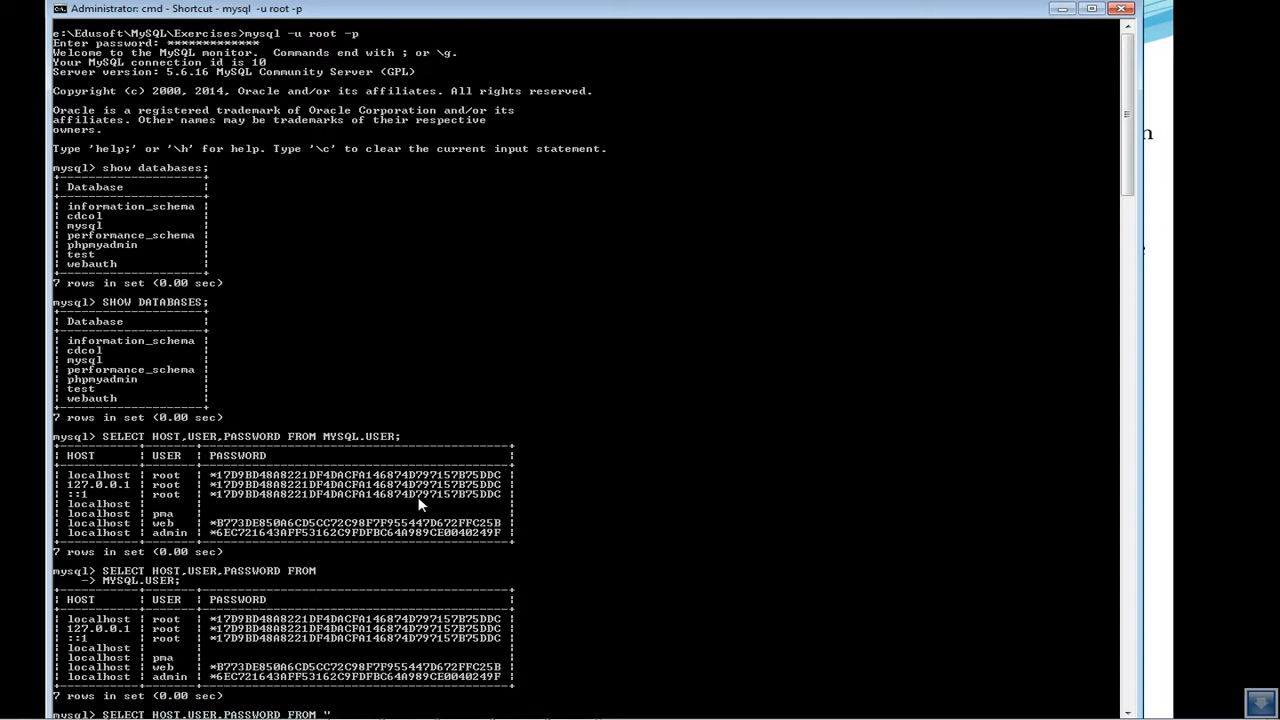 Administrator: cmd - Shortcut - mysql -u root -p
e:\Edusoft\MySQL\Exercises>mysql -u root -p
Enter password: **************
Welcome to the MySQL monitor.  Commands end with ; or \g.
Your MySQL connection id is 10
Server version: 5.6.16 MySQL Community Server (GPL)
Copyright (c) 2000, 2014, Oracle and/or its affiliates. All rights reserved.
Oracle is a registered trademark of Oracle Corporation and/or its
affiliates. Other names may be trademarks of their respective
owners.
Type 'help;' or '\h' for help. Type '\c' to clear the current input statement.
mysql> show databases;
Database
information_schema
cdcol
mysql
performance_schema
phpmyadmin
test
webauth
7 rows in set (0.00 sec)
mysql> SHOW DATABASES;
Database
information_schema
cdcol
mysql
performance_schema
phpmyadmin
test
webauth
7 rows in set (0.00 sec)
mysql> SELECT HOST,USER,PASSWORD FROM MYSQL.USER;
HOST | USER | PASSWORD
localhost | root | *17D9BD48A8221DF4DACFA146874D797157B75DDC
127.0.0.1 | root | *17D9BD48A8221DF4DACFA146874D797157B75DDC
::1 | root | *17D9BD48A8221DF4DACFA146874D797157B75DDC
localhost | |
localhost | pma |
localhost | web | *B773DE850A6CD5CC72C98F7F955447D672FFC25B
localhost | admin | *6EC721643AFF53162C9FDFBC64A989CE0040249F
7 rows in set (0.00 sec)
mysql> SELECT HOST,USER,PASSWORD FROM
-> MYSQL.USER;
HOST | USER | PASSWORD
localhost | root | *17D9BD48A8221DF4DACFA146874D797157B75DDC
127.0.0.1 | root | *17D9BD48A8221DF4DACFA146874D797157B75DDC
::1 | root | *17D9BD48A8221DF4DACFA146874D797157B75DDC
localhost | |
localhost | pma |
localhost | web | *B773DE850A6CD5CC72C98F7F955447D672FFC25B
localhost | admin | *6EC721643AFF53162C9FDFBC64A989CE0040249F
7 rows in set (0.00 sec)
mysql> SELECT HOST,USER,PASSWORD FROM "